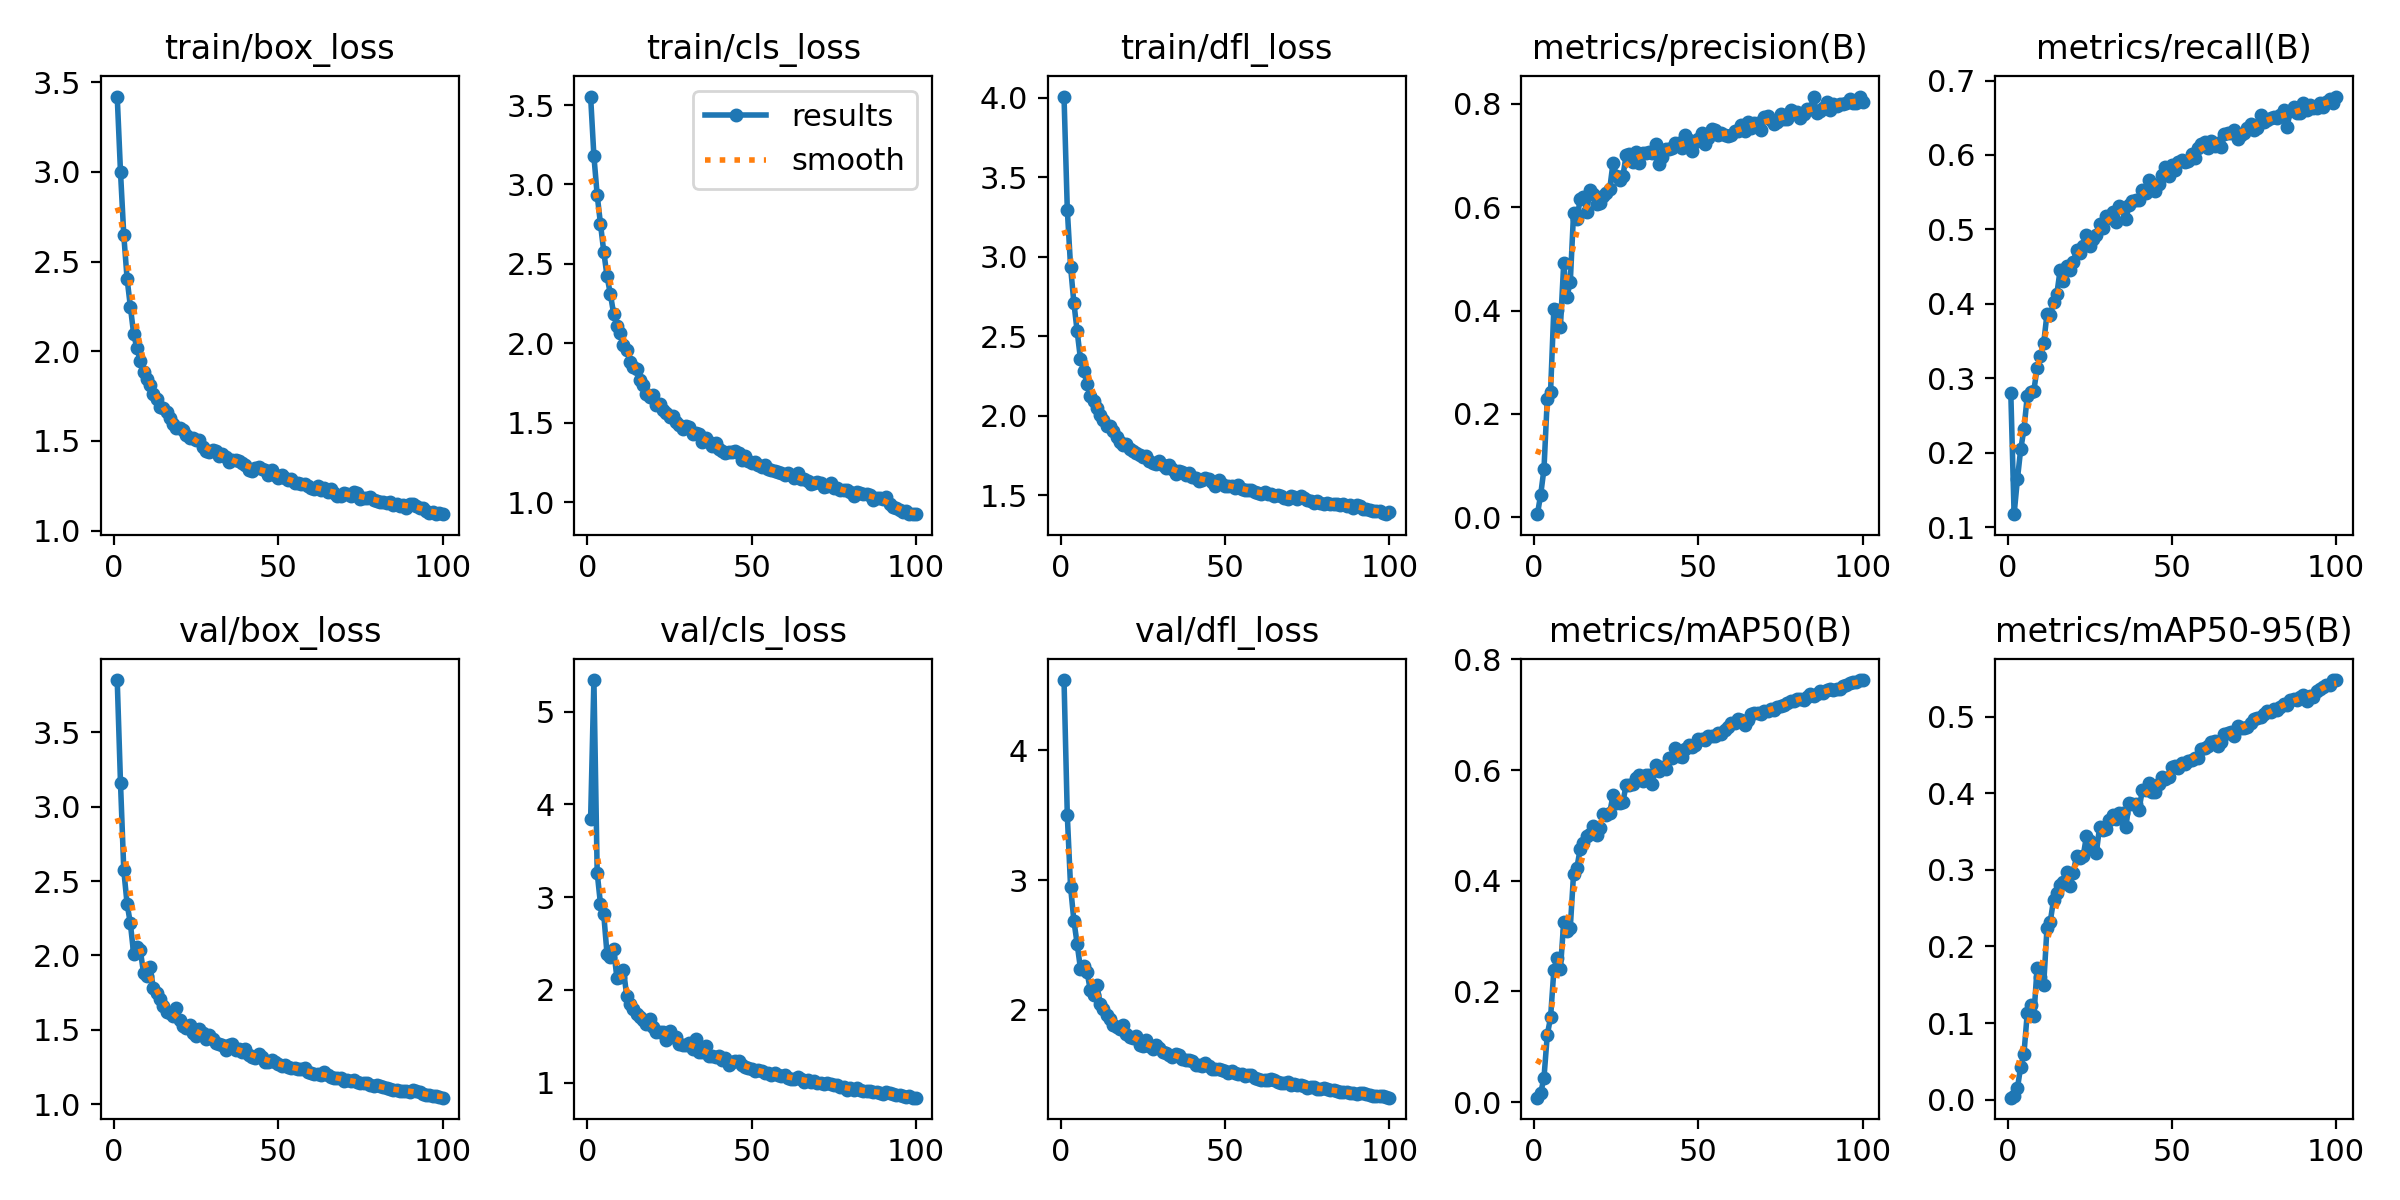 train/box_loss
3.5
3.0
2.5
2.0
1.5
1.0
0 50 100
train/cls_loss
results
smooth
3.5
3.0
2.5
2.0
1.5
1.0
0 50 100
train/dfl_loss
4.0
3.5
3.0
2.5
2.0
1.5
0 50 100
metrics/precision(B)
0.8
0.6
0.4
0.2
0.0
0 50 100
metrics/recall(B)
0.7
0.6
0.5
0.4
0.3
0.2
0.1
0 50 100
val/box_loss
3.5
3.0
2.5
2.0
1.5
1.0
0 50 100
val/cls_loss
5
4
3
2
1
0 50 100
val/dfl_loss
4
3
2
0 50 100
metrics/mAP50(B)
0.8
0.6
0.4
0.2
0.0
0 50 100
metrics/mAP50-95(B)
0.5
0.4
0.3
0.2
0.1
0.0
0 50 100